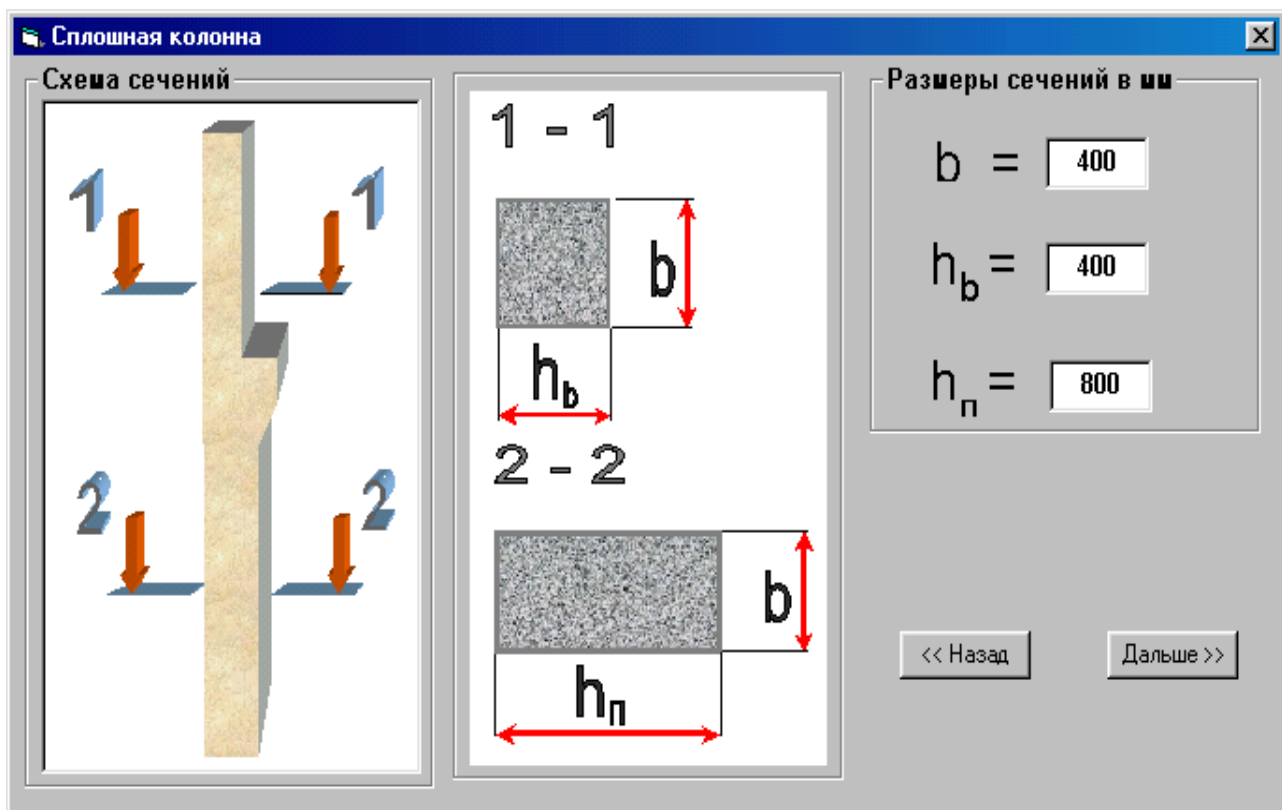 Сплошная колонна
Схема сечений
1 1
2 2
1 - 1
b
hb
2 - 2
b
hп
Размеры сечений в мм
b = 400
hb = 400
hп = 800
<< Назад
Дальше >>